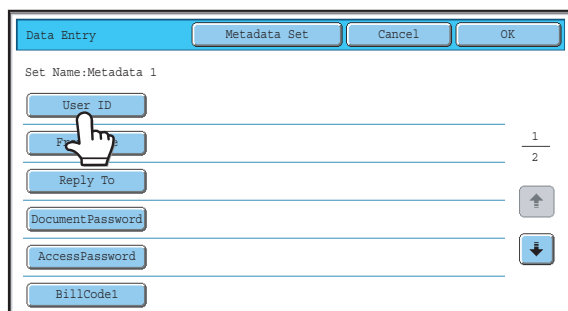 Data Entry Metadata Set Cancel OK
Set Name:Metadata 1
User ID
1
2
Reply To
DocumentPassword
AccessPassword
BillCode1